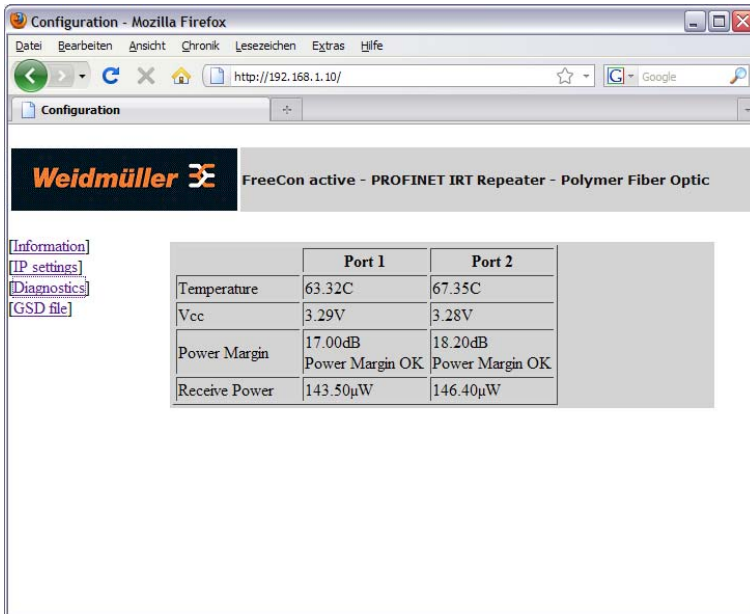 Configuration - Mozilla Firefox
Datei Bearbeiten Ansicht Chronik Lesezeichen Extras Hilfe
http://192.168.1.10/
Google
Configuration
Weidmüller
FreeCon active - PROFINET IRT Repeater - Polymer Fiber Optic
[Information]
[IP settings]
[Diagnostics]
[GSD file]
Port 1 Port 2
Temperature 63.32C 67.35C
Vcc 3.29V 3.28V
Power Margin 17.00dB 18.20dB
Power Margin OK Power Margin OK
Receive Power 143.50µW 146.40µW